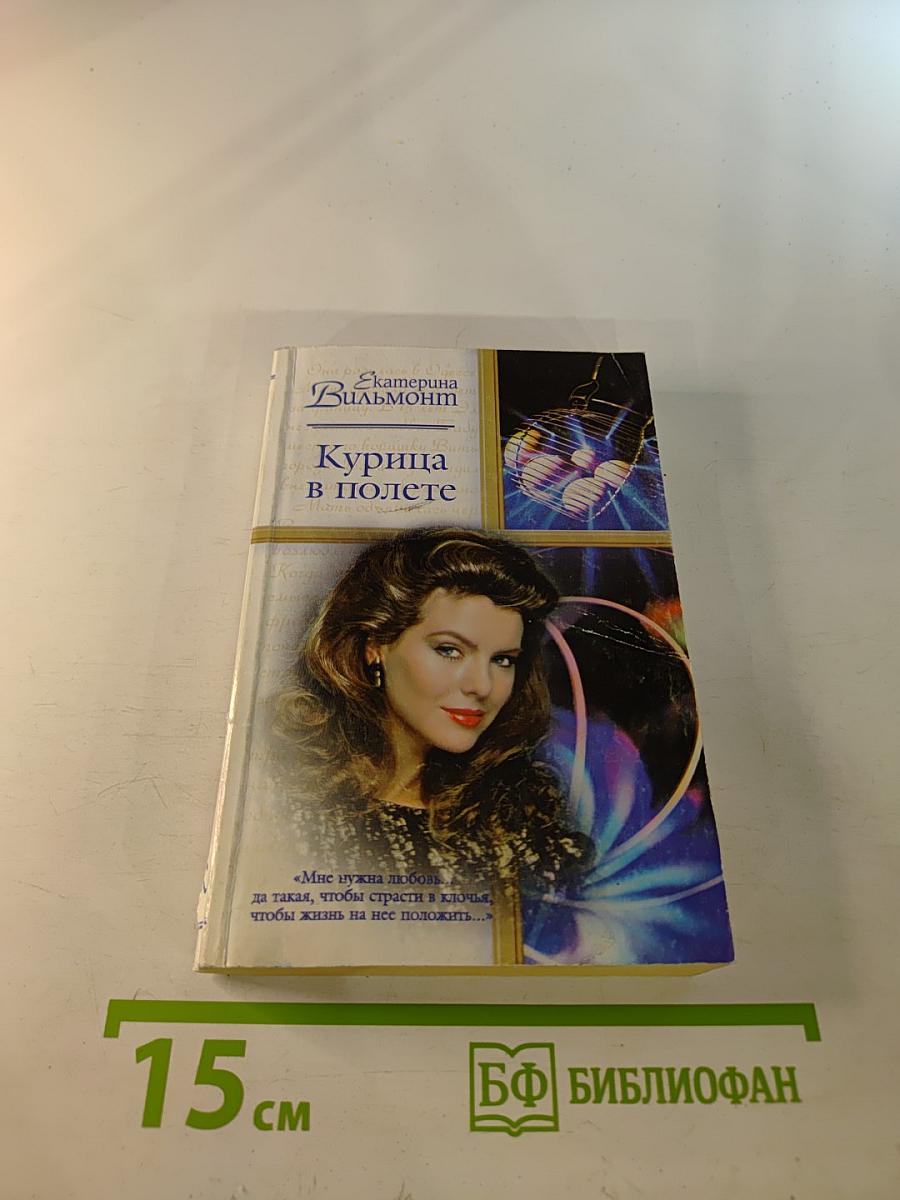 Екатерина
Вильмонт
Курица
в полете
«Мне нужна любовь...
да такая, чтобы страсти в клочья,
чтобы жизнь на нее положить...»
15 см
БФ БИБЛИОФАН